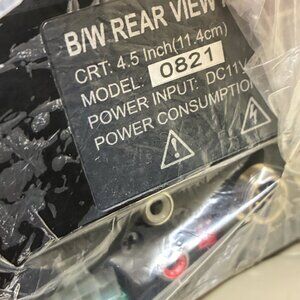 B/W REAR VIEW
CRT: 4.5 Inch(11.4cm)
MODEL: 0821
POWER INPUT: DC11V
POWER CONSUMPTION